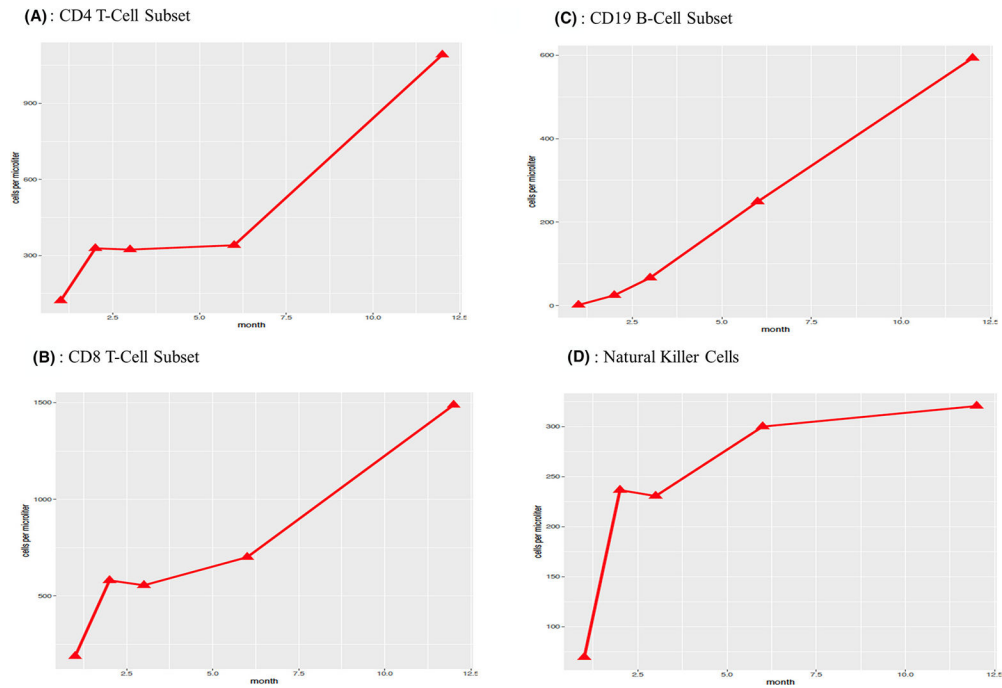 (A) : CD4 T-Cell Subset
cells per microliter
900
600
300
2.5 5.0 7.5 10.0 12.5
month
(B) : CD8 T-Cell Subset
cells per microliter
1500
1000
500
2.5 5.0 7.5 10.0 12.5
month
(C) : CD19 B-Cell Subset
cells per microliter
600
400
200
0
2.5 5.0 7.5 10.0 12.5
month
(D) : Natural Killer Cells
cells per microliter
300
250
200
150
100
2.5 5.0 7.5 10.0 12.5
month